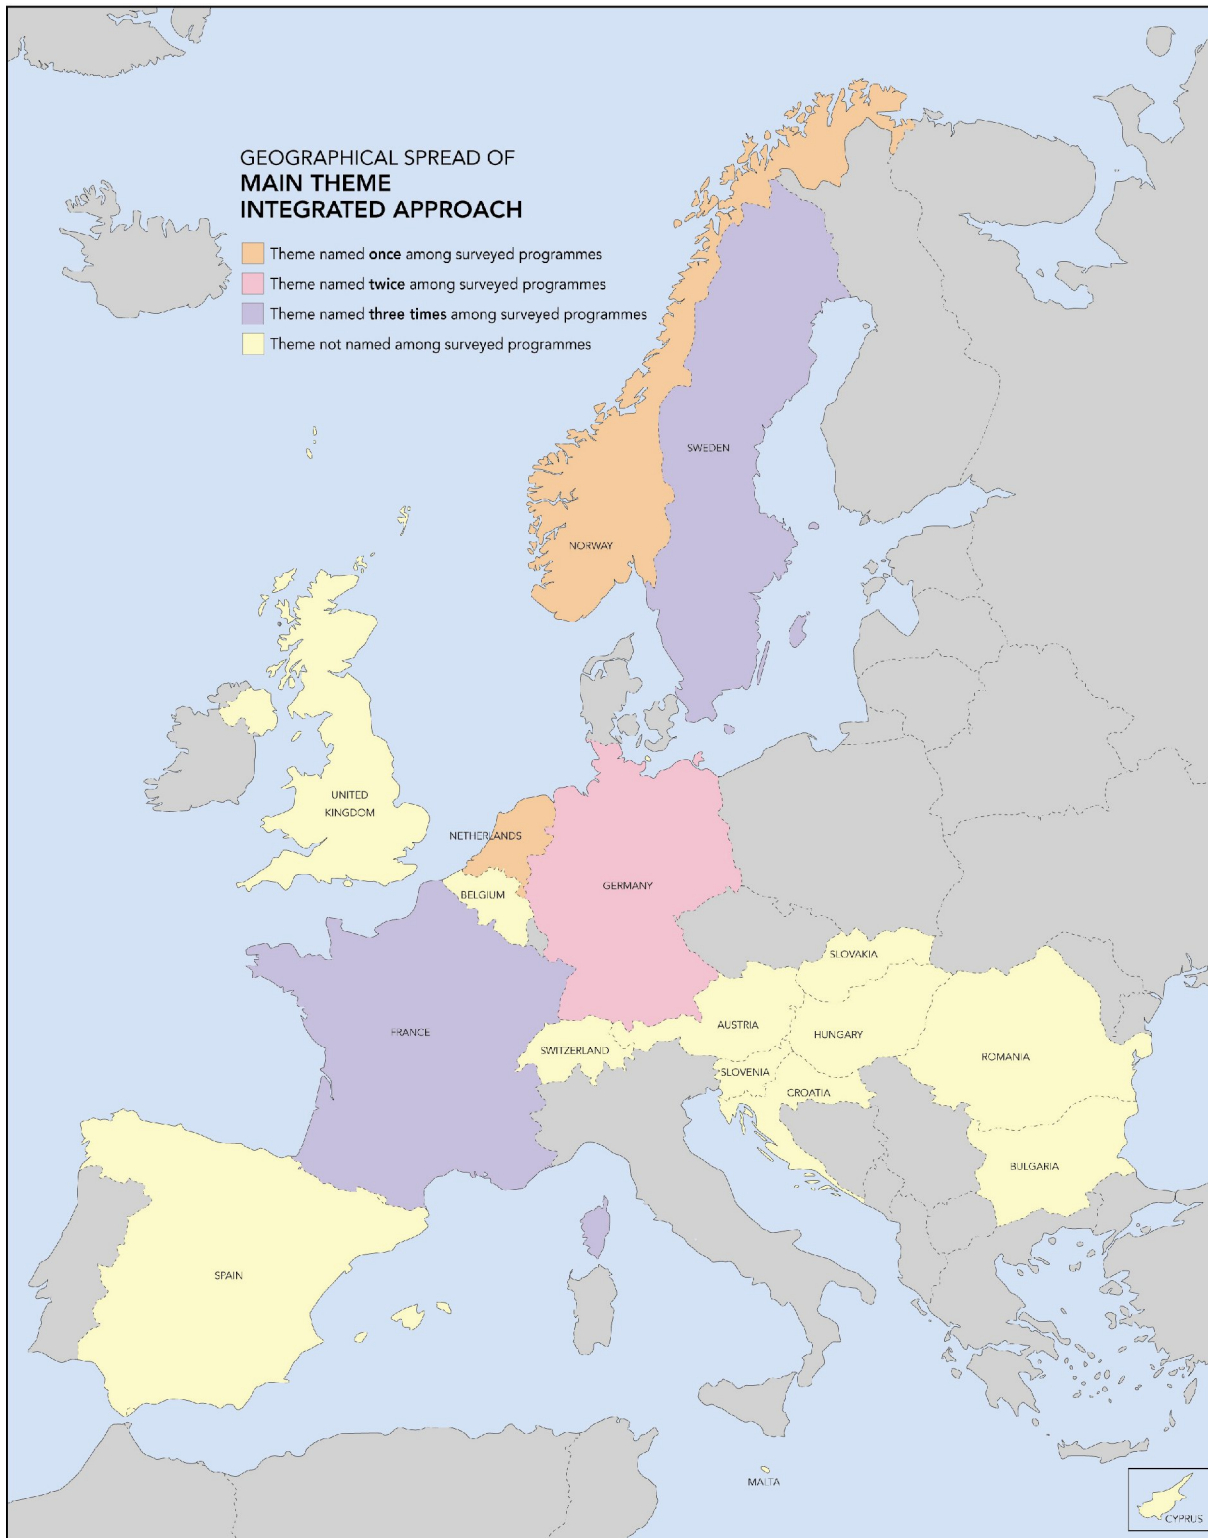 GEOGRAPHICAL SPREAD OF
MAIN THEME
INTEGRATED APPROACH
Theme named once among surveyed programmes
Theme named twice among surveyed programmes
Theme named three times among surveyed programmes
Theme not named among surveyed programmes
SWEDEN
NORWAY
UNITED
KINGDOM
NETHERLANDS
GERMANY
BELGIUM
SLOVAKIA
FRANCE
AUSTRIA
HUNGARY
SWITZERLAND
ROMANIA
SLOVENIA
CROATIA
BULGARIA
SPAIN
MALTA
CYPRUS